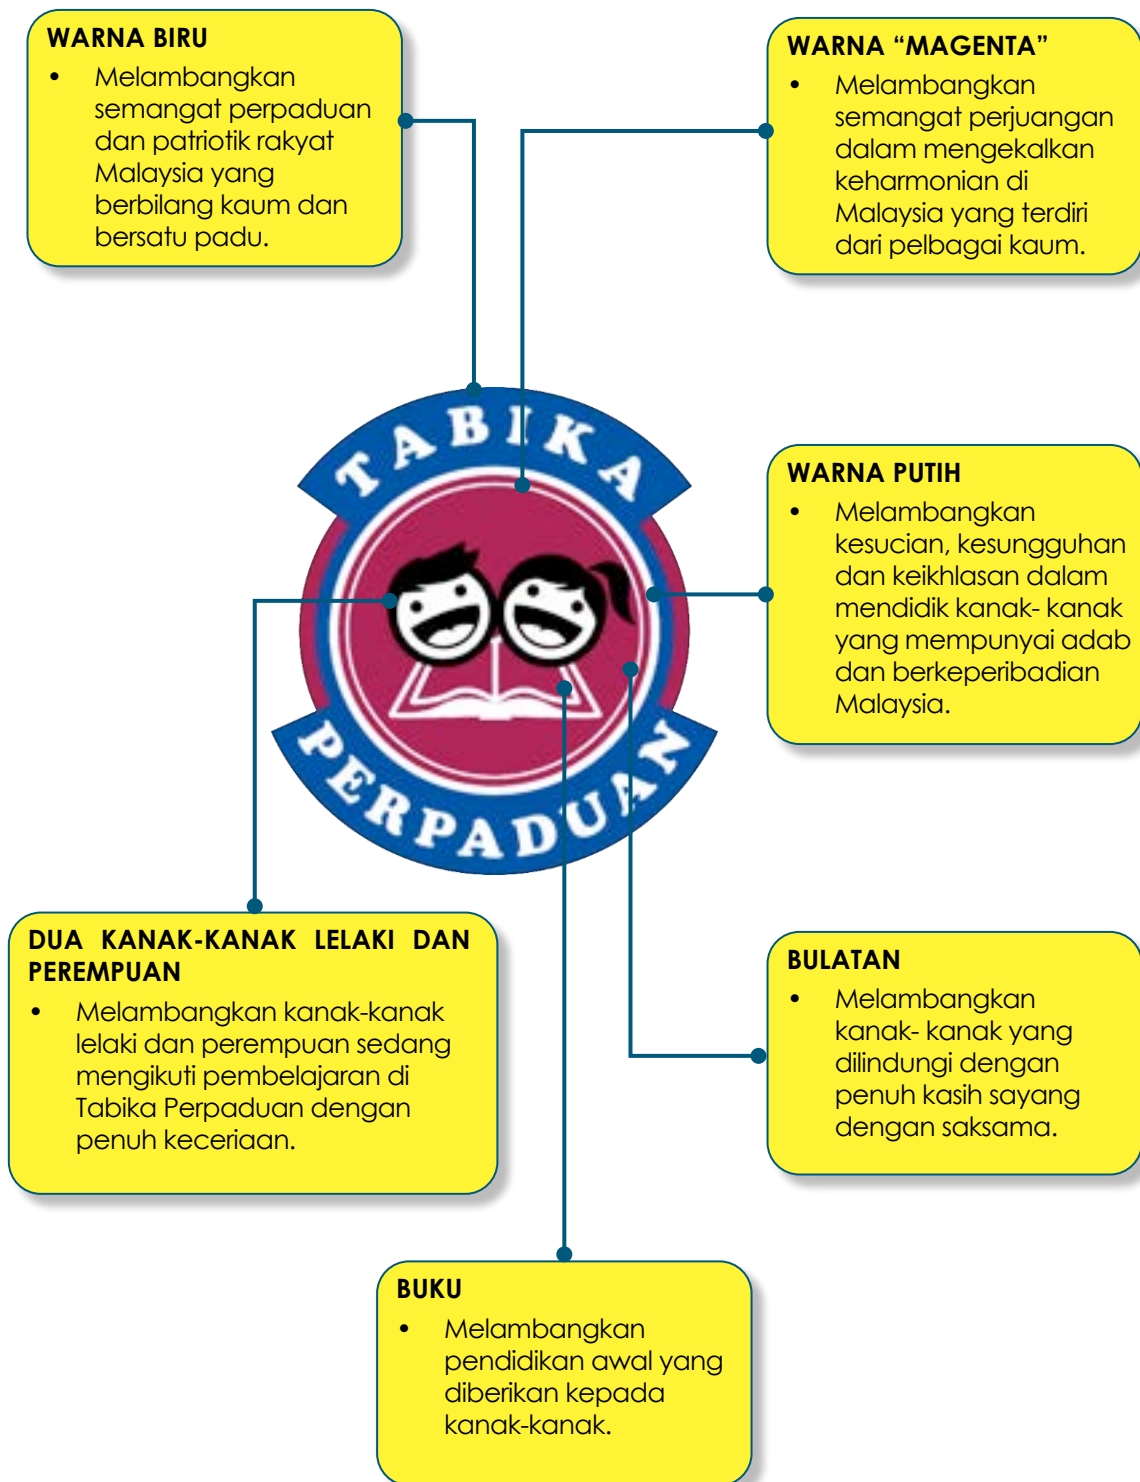 WARNA BIRU
• Melambangkan
semangat perpaduan
dan patriotik rakyat
Malaysia yang
berbilang kaum dan
bersatu padu.
WARNA “MAGENTA”
• Melambangkan
semangat perjuangan
dalam mengekalkan
keharmonian di
Malaysia yang terdiri
dari pelbagai kaum.
TABIKA
PERPADUAN
WARNA PUTIH
• Melambangkan
kesucian, kesungguhan
dan keikhlasan dalam
mendidik kanak- kanak
yang mempunyai adab
dan berkeperibadian
Malaysia.
DUA KANAK-KANAK LELAKI DAN
PEREMPUAN
• Melambangkan kanak-kanak
lelaki dan perempuan sedang
mengikuti pembelajaran di
Tabika Perpaduan dengan
penuh keceriaan.
BULATAN
• Melambangkan
kanak- kanak yang
dilindungi dengan
penuh kasih sayang
dengan saksama.
BUKU
• Melambangkan
pendidikan awal yang
diberikan kepada
kanak-kanak.